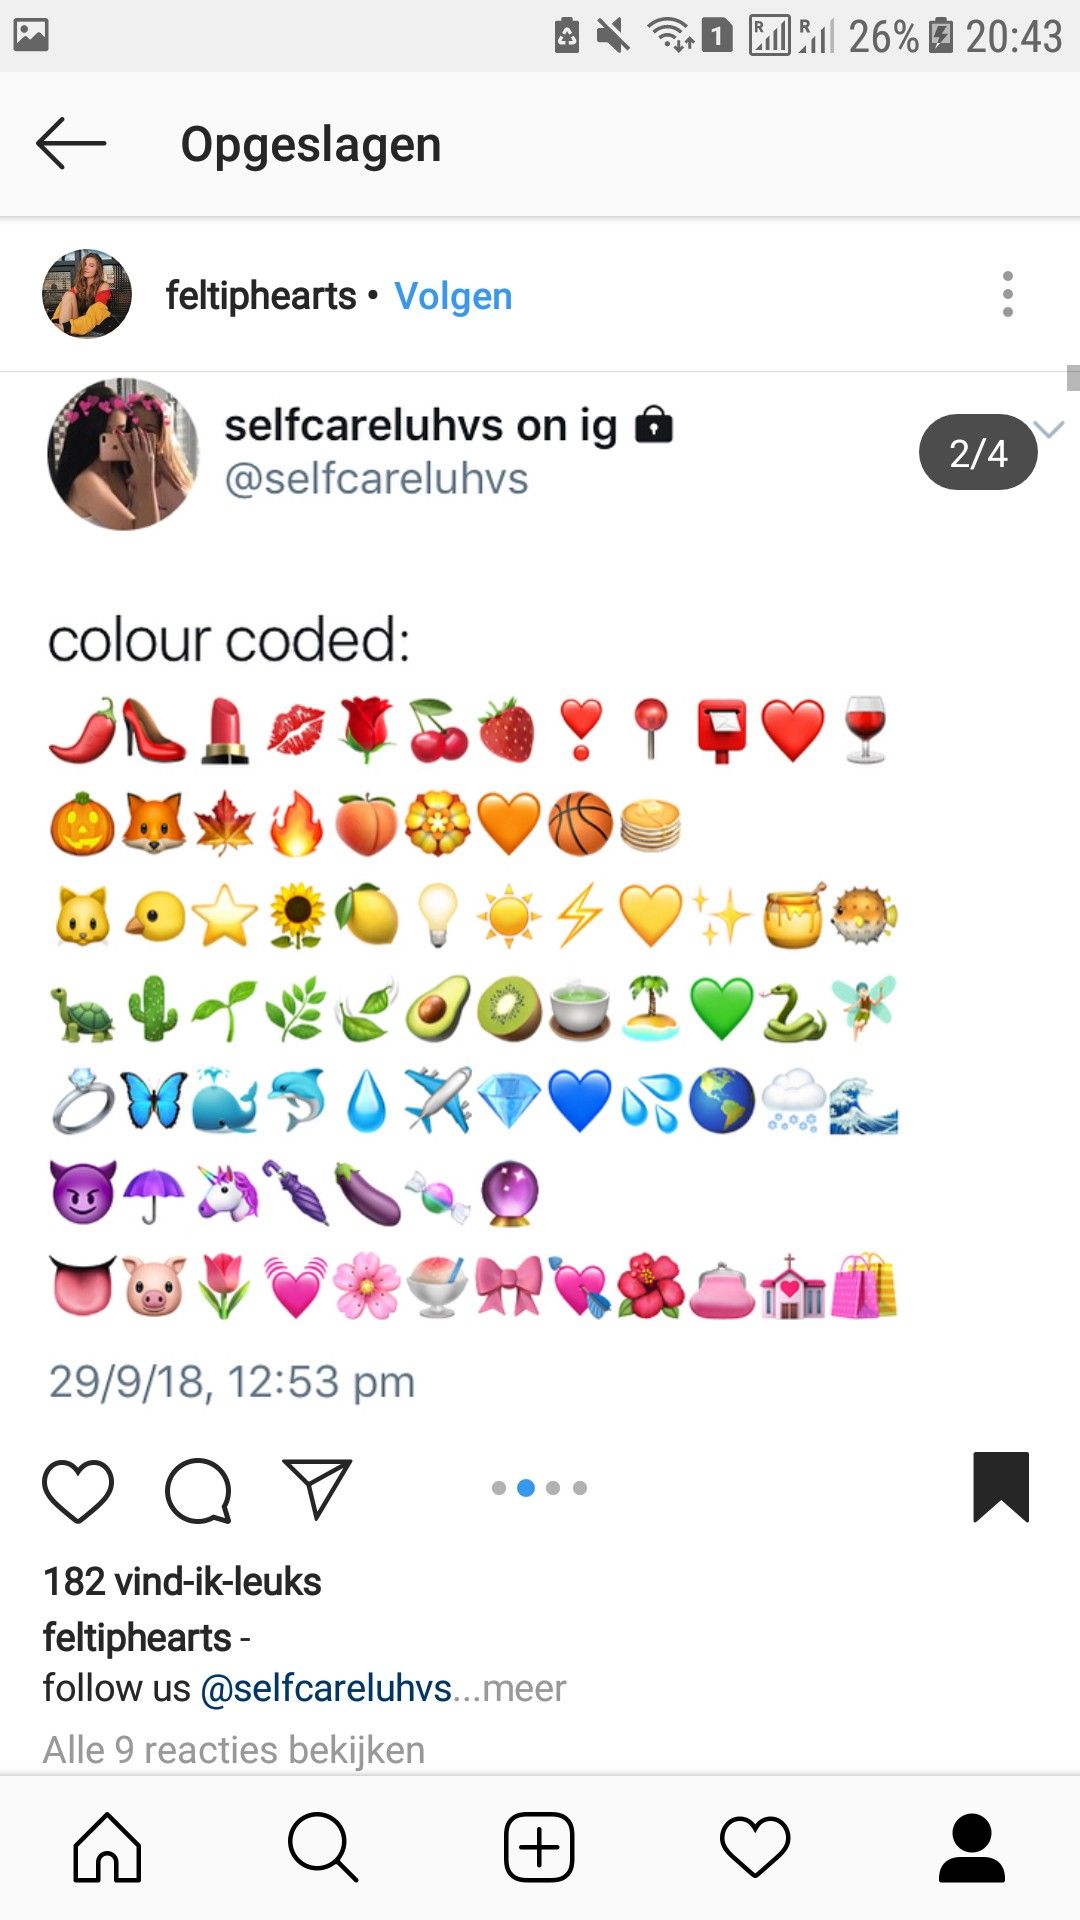 1 R R 26% 20:43
Opgeslagen
feltiphearts • Volgen
selfcareluhvs on ig 🔒
@selfcareluhvs
2/4
colour coded:
🌶👠💄💋🌹🍒🍓❣️📍📮❤️🍷
🎃🦊🍁🔥🍑🏵🧡🏀🥞
🐱🐤⭐️🌻🍋💡☀️⚡️💛✨🍯🐡
🐢🌵🌱🌿🍃🥑🥝🍵🏝💚🐍🧚
💍🦋🐳🐬💧✈️💎💙💦🌎🌨🌊
😈☂️🦄🌂🍆🍬🔮
👅🐷🌷💓🌸🍧🎀💘🌺👛💒🛍
29/9/18, 12:53 pm
182 vind-ik-leuks
feltiphearts -
follow us @selfcareluhvs...meer
Alle 9 reacties bekijken